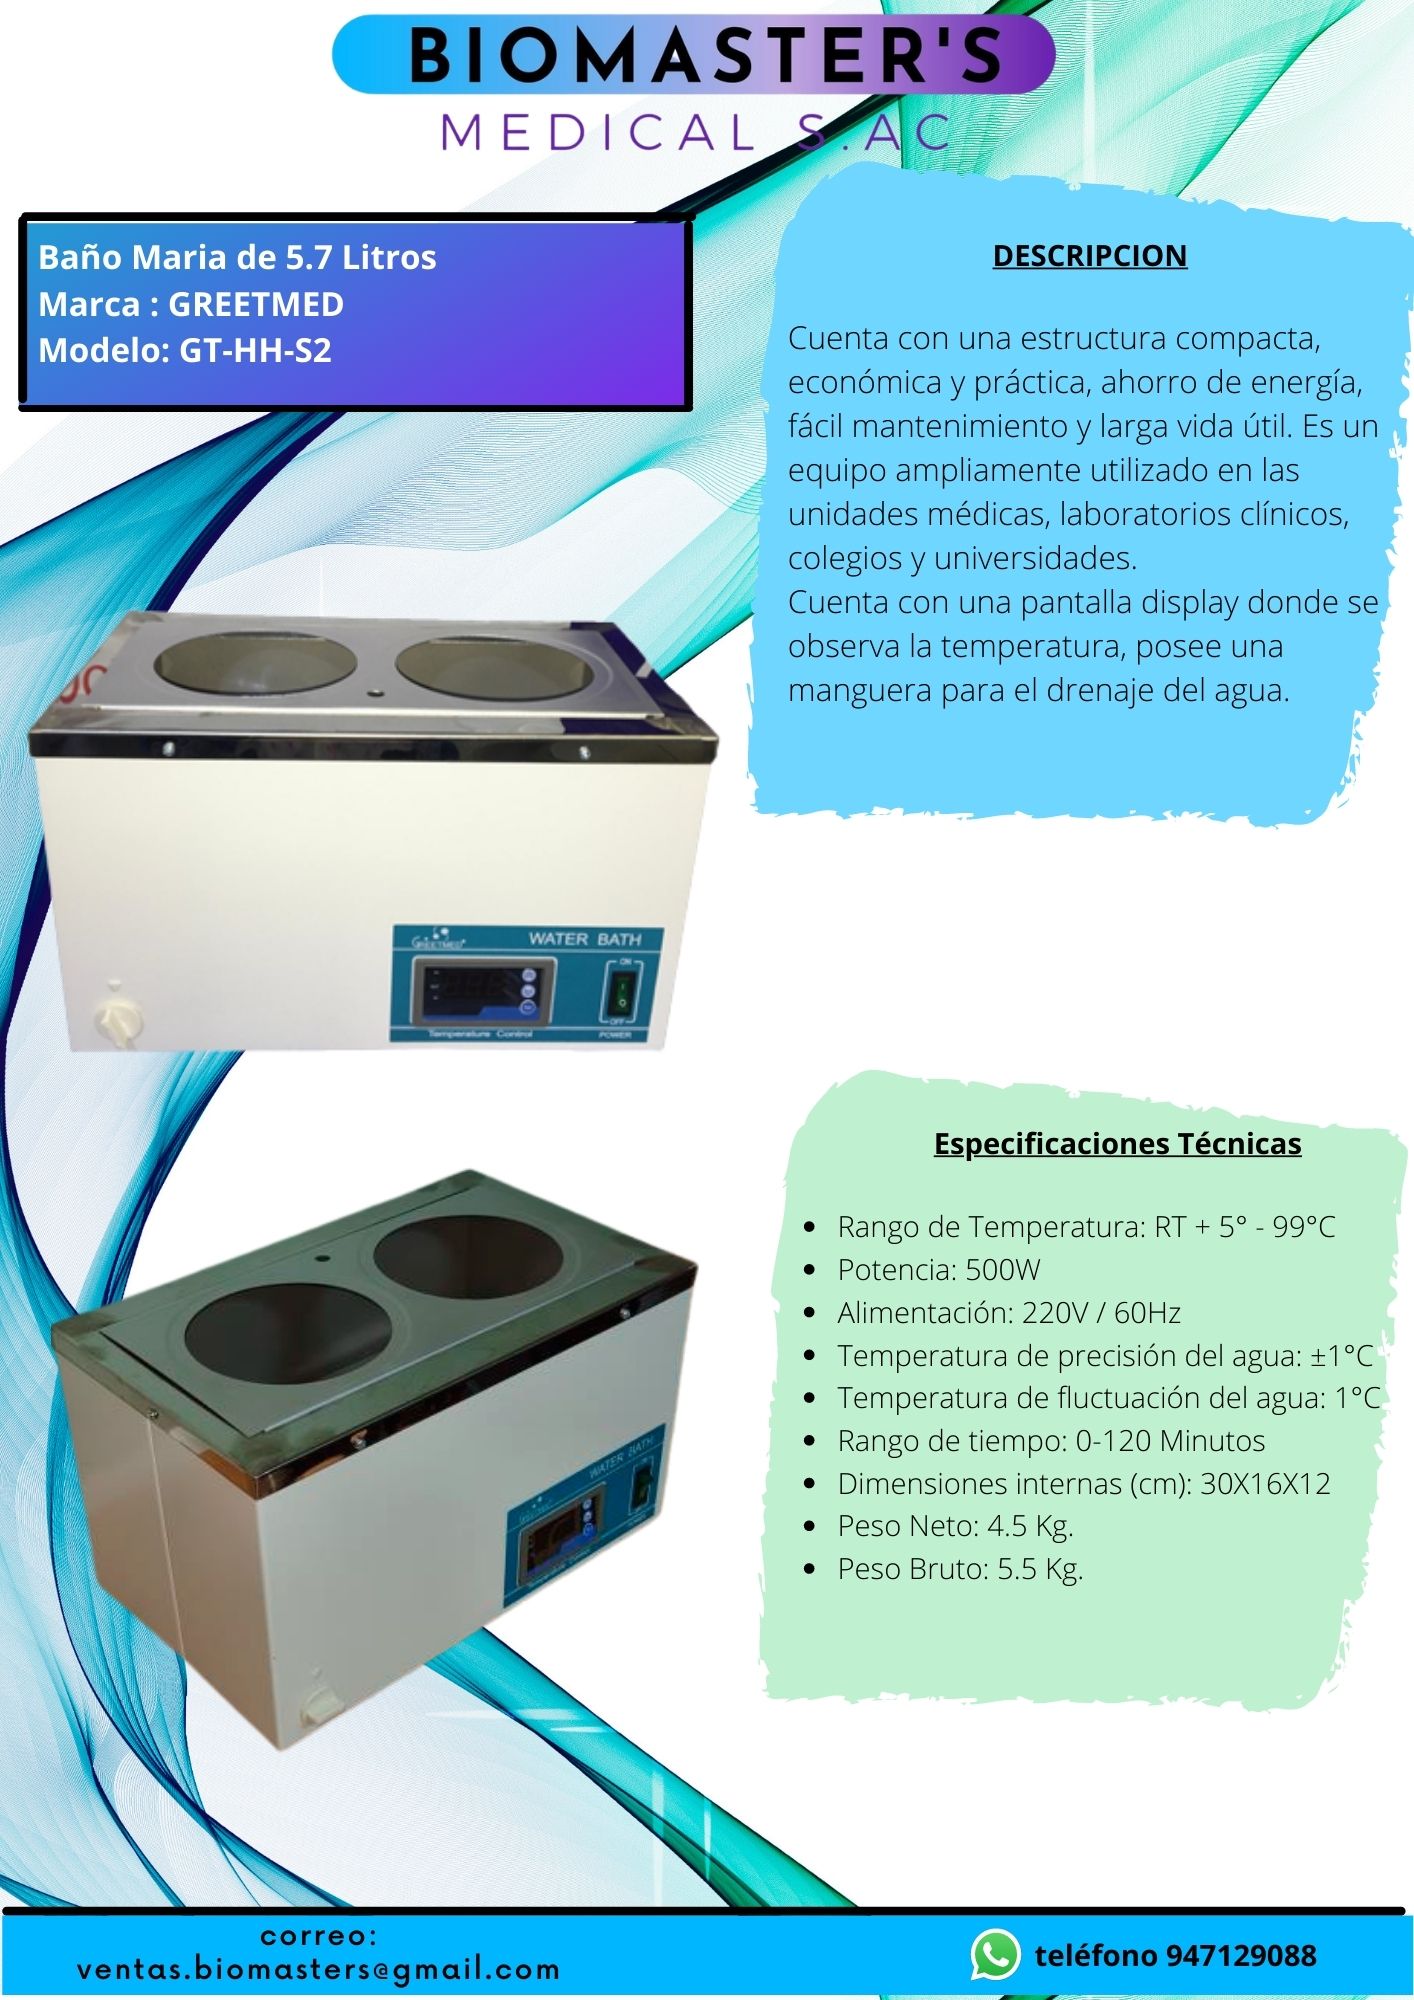 BIOMASTER'S
MEDICAL S.AC
Baño Maria de 5.7 Litros
Marca : GREETMED
Modelo: GT-HH-S2
DESCRIPCION
Cuenta con una estructura compacta,
económica y práctica, ahorro de energía,
fácil mantenimiento y larga vida útil. Es un
equipo ampliamente utilizado en las
unidades médicas, laboratorios clínicos,
colegios y universidades.
Cuenta con una pantalla display donde se
observa la temperatura, posee una
manguera para el drenaje del agua.
GREETMED
WATER BATH
ON
OFF
Temperature Control
POWER
Especificaciones Técnicas
• Rango de Temperatura: RT + 5° - 99°C
• Potencia: 500W
• Alimentación: 220V / 60Hz
• Temperatura de precisión del agua: ±1°C
• Temperatura de fluctuación del agua: 1°C
• Rango de tiempo: 0-120 Minutos
• Dimensiones internas (cm): 30X16X12
• Peso Neto: 4.5 Kg.
• Peso Bruto: 5.5 Kg.
GREETMED
WATER BATH
correo:
ventas.biomasters@gmail.com
teléfono 947129088